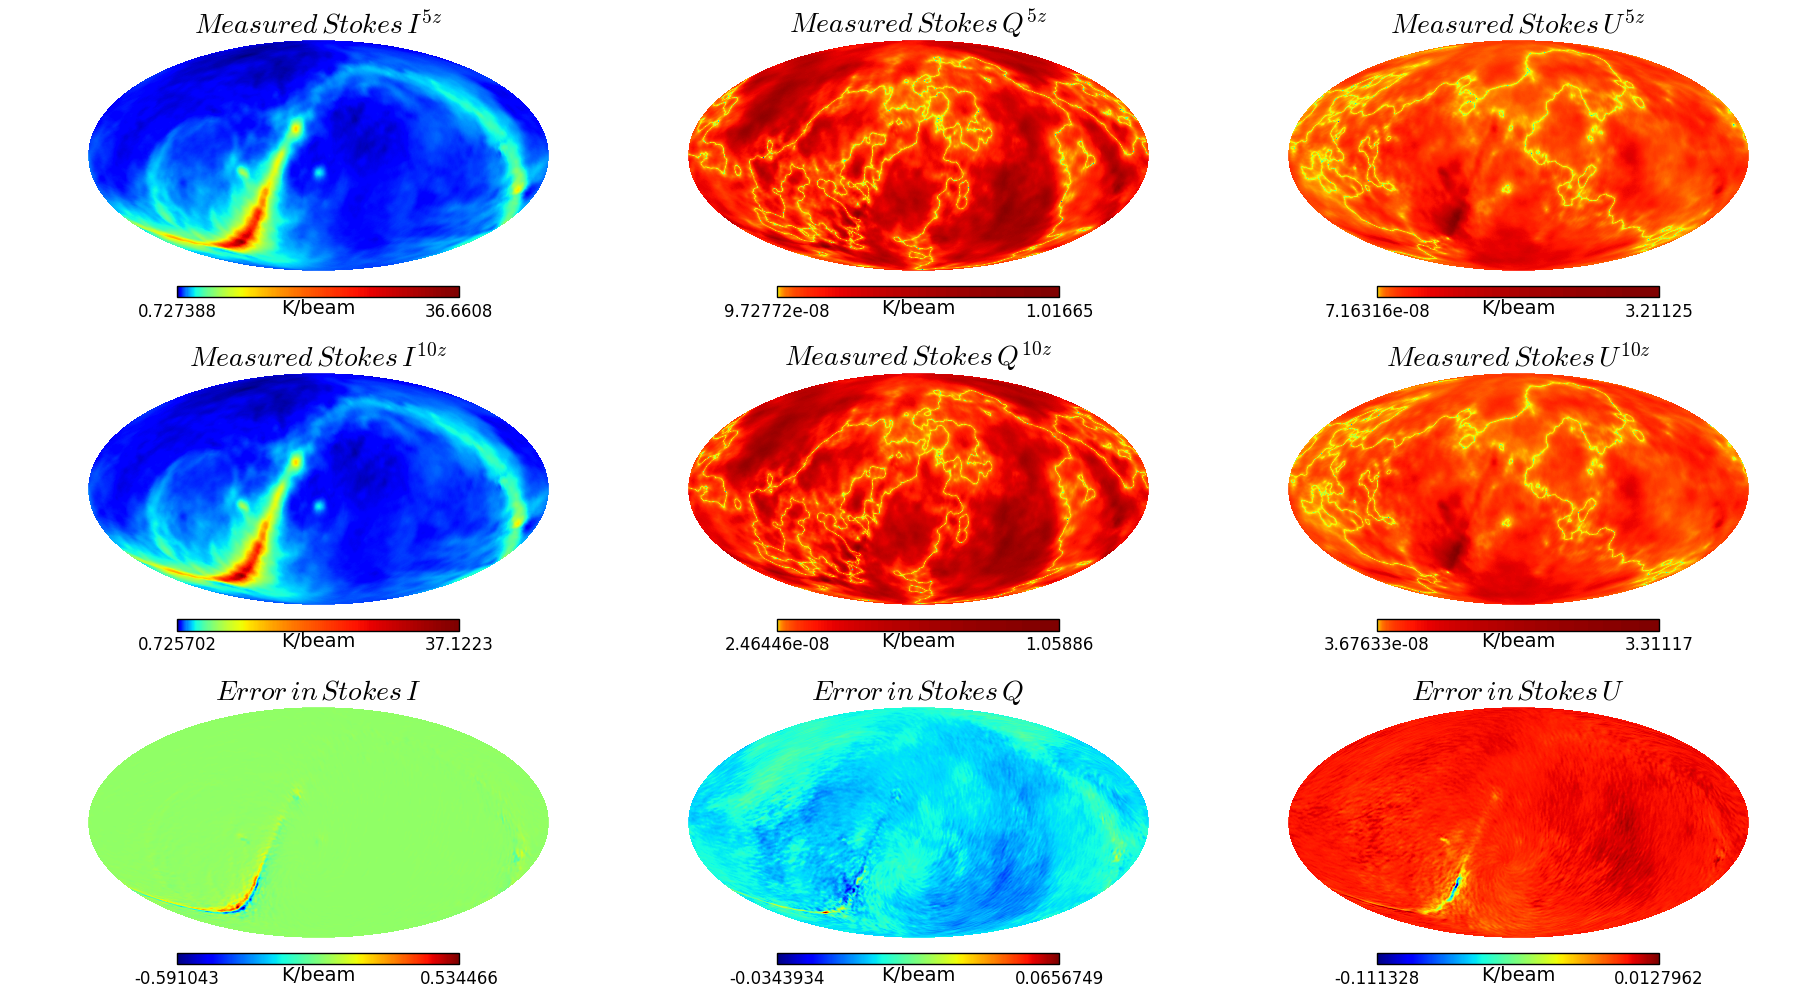 Measured Stokes I^{5z}
Measured Stokes Q^{5z}
Measured Stokes U^{5z}
0.727388 K/beam 36.6608
9.72772e-08 K/beam 1.01665
7.16316e-08 K/beam 3.21125
Measured Stokes I^{10z}
Measured Stokes Q^{10z}
Measured Stokes U^{10z}
0.725702 K/beam 37.1223
2.46446e-08 K/beam 1.05886
3.67633e-08 K/beam 3.31117
Error in Stokes I
Error in Stokes Q
Error in Stokes U
-0.591043 K/beam 0.534466
-0.0343934 K/beam 0.0656749
-0.111328 K/beam 0.0127962